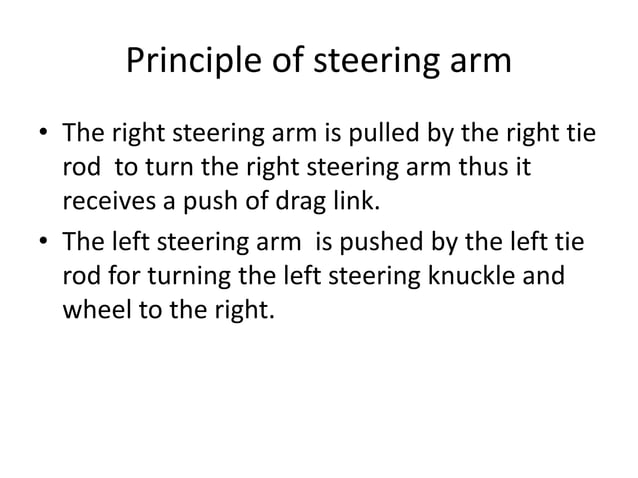 Principle of steering arm
• The right steering arm is pulled by the right tie
rod  to turn the right steering arm thus it
receives a push of drag link.
• The left steering arm  is pushed by the left tie
rod for turning the left steering knuckle and
wheel to the right.